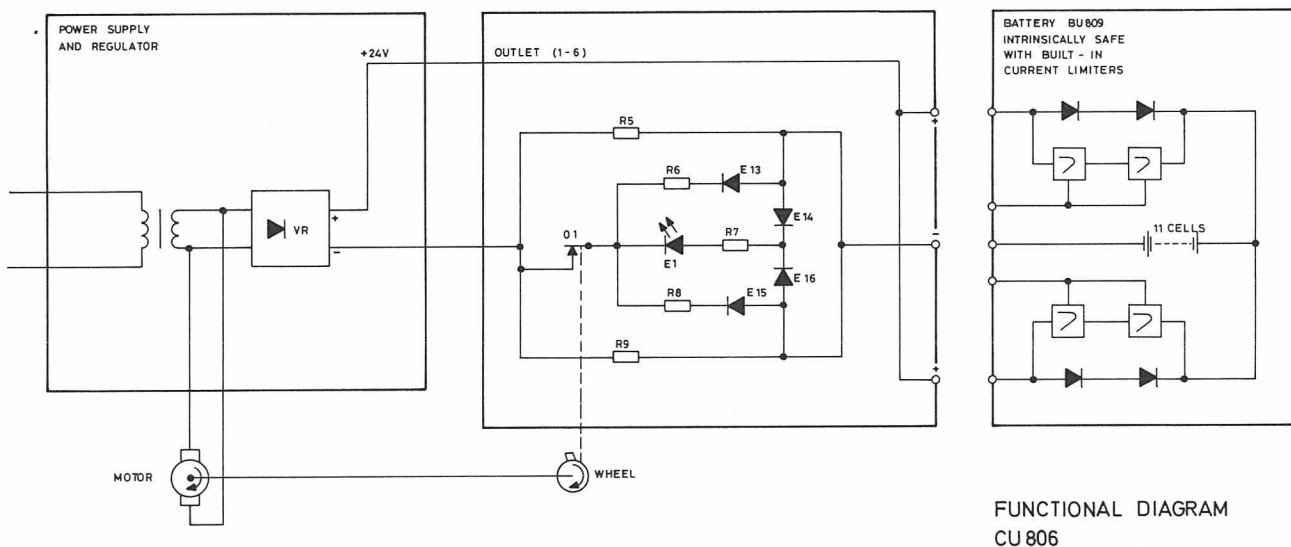 POWER SUPPLY
AND REGULATOR
+24V
VR
+
-
MOTOR
OUTLET (1-6)
R5
R6
E13
E14
O1
R7
E1
E16
R8
E15
R9
+
-
+
WHEEL
BATTERY BU809
INTRINSICALLY SAFE
WITH BUILT - IN
CURRENT LIMITERS
11 CELLS
FUNCTIONAL DIAGRAM
CU 806